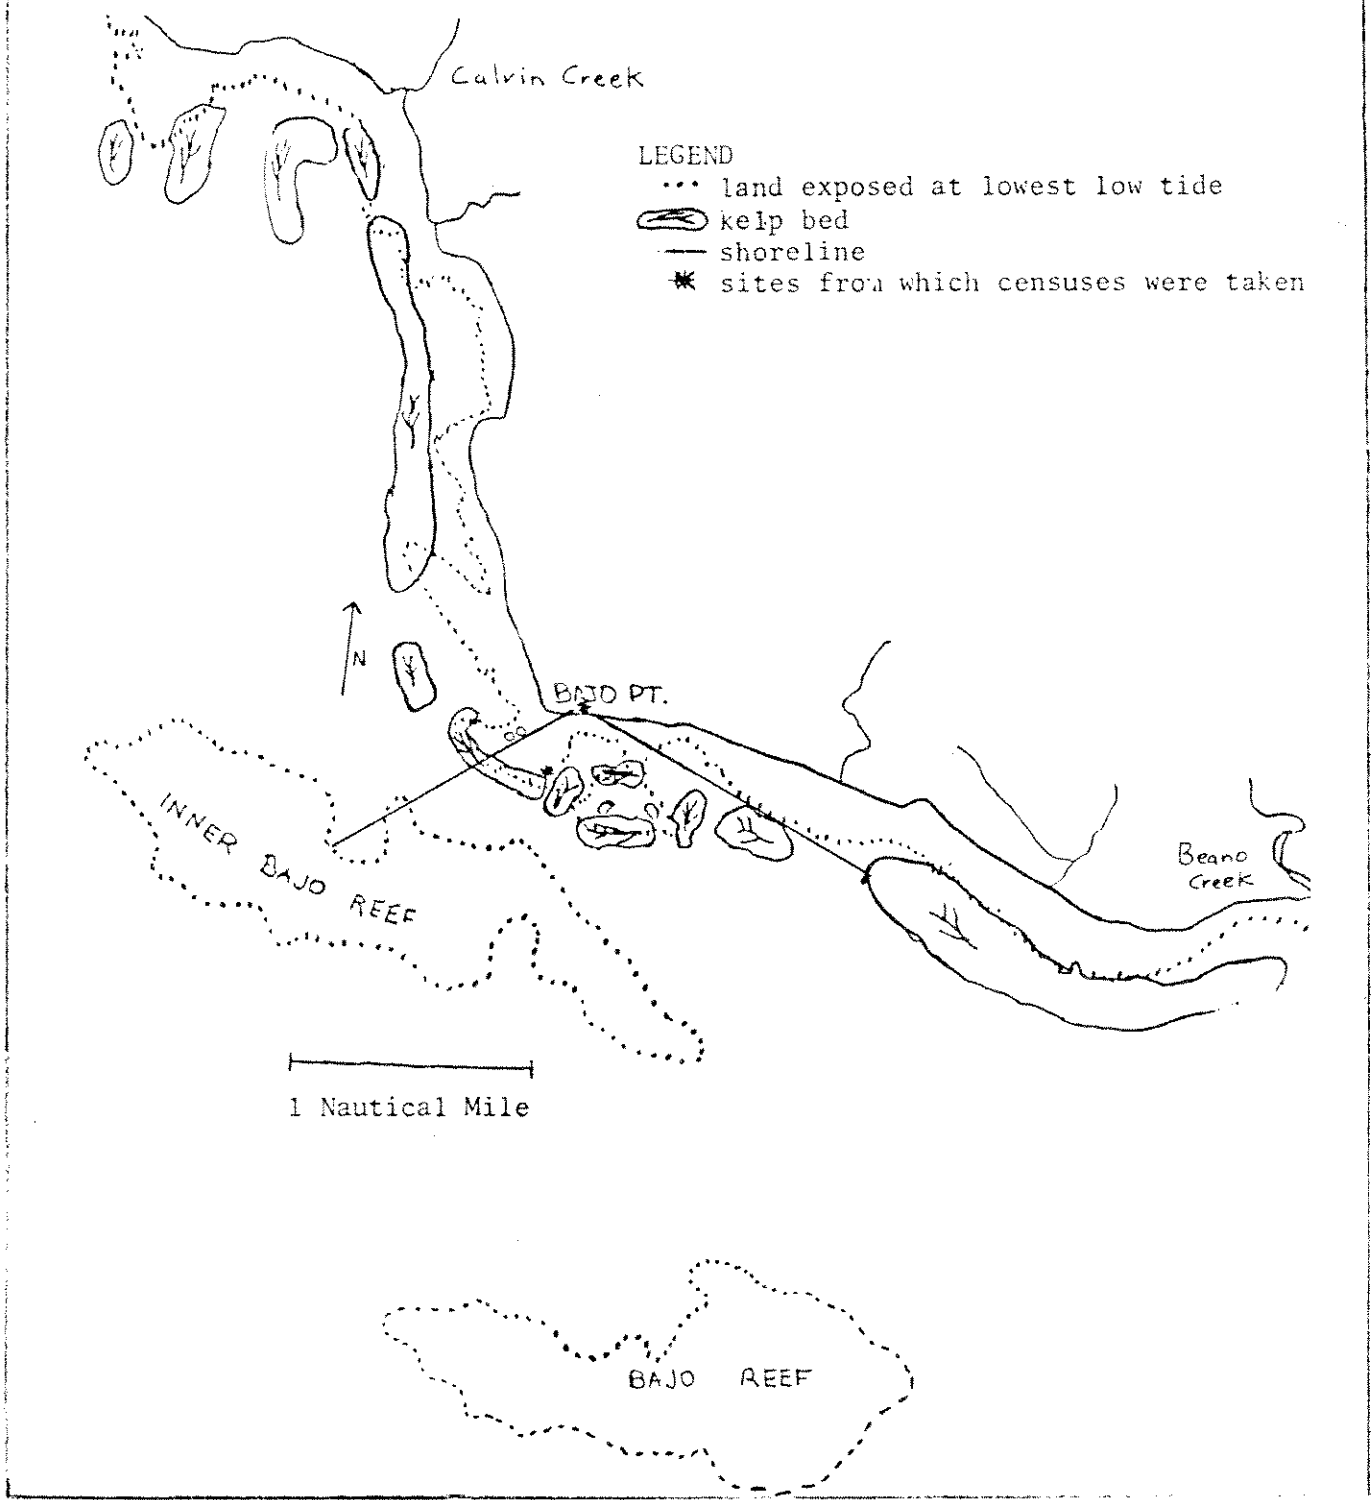 Calvin Creek
LEGEND
land exposed at lowest low tide
kelp bed
shoreline
sites from which censuses were taken
N
BAJO PT.
INNER BAJO REEF
Beano
Creek
1 Nautical Mile
BAJO REEF